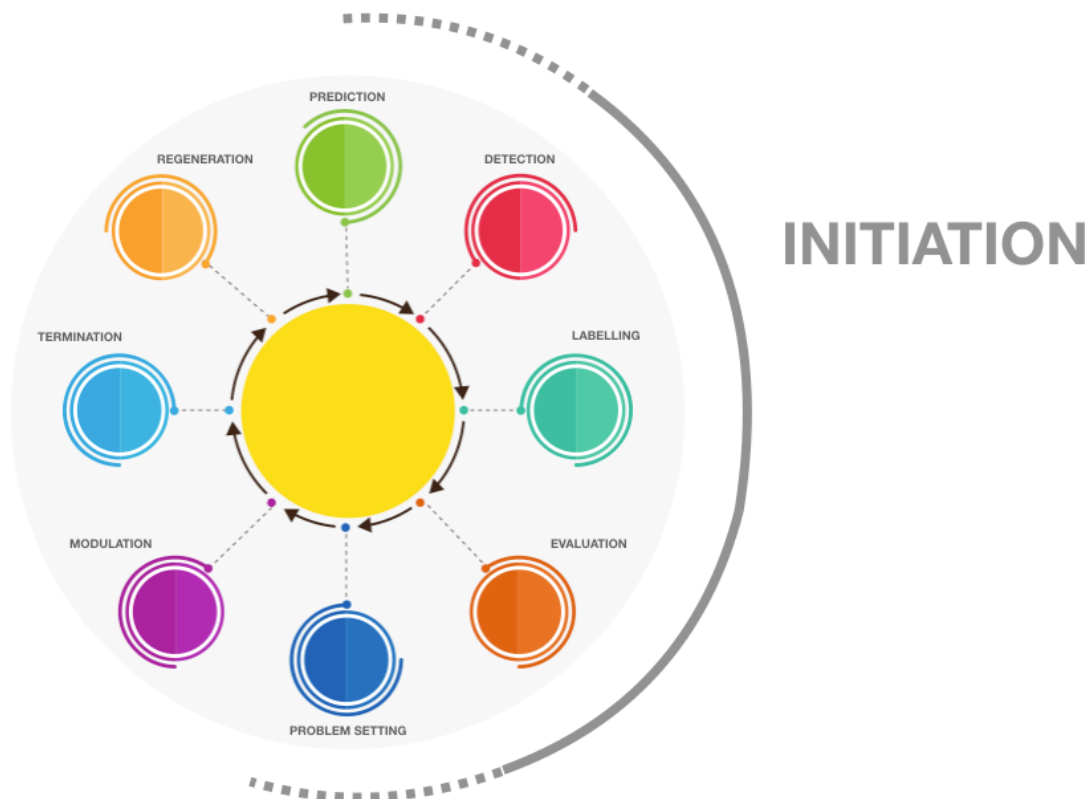 PREDICTION
REGENERATION
DETECTION
INITIATION
TERMINATION
LABELLING
MODULATION
EVALUATION
PROBLEM SETTING